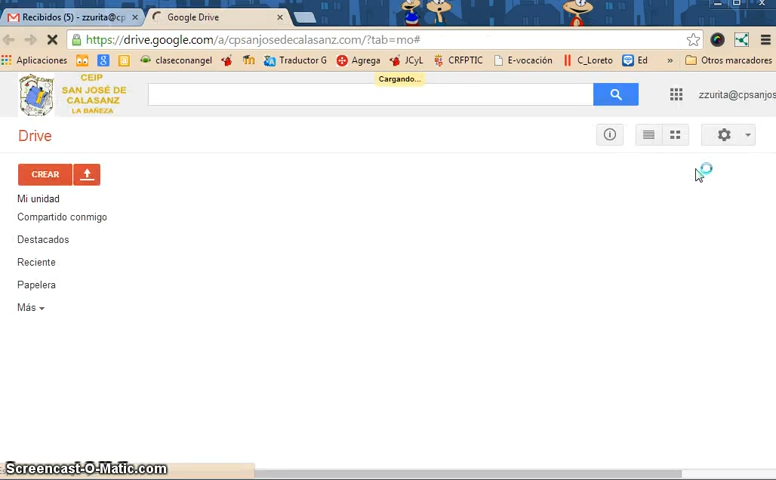 Recibidos (5) - zzurita@cp
Google Drive
https://drive.google.com/a/cpsanjosedecalasanz.com/?tab=mo#
Aplicaciones claseconangel Traductor G Agrega JCyL CRFPTIC E-vocación C_Loreto Ed » Otros marcadores
Cargando...
CEIP
SAN JOSÉ DE
CALASANZ
LA BAÑEZA
zzurita@cpsanjos
Drive
CREAR
Mi unidad
Compartido conmigo
Destacados
Reciente
Papelera
Más
Screencast-O-Matic.com